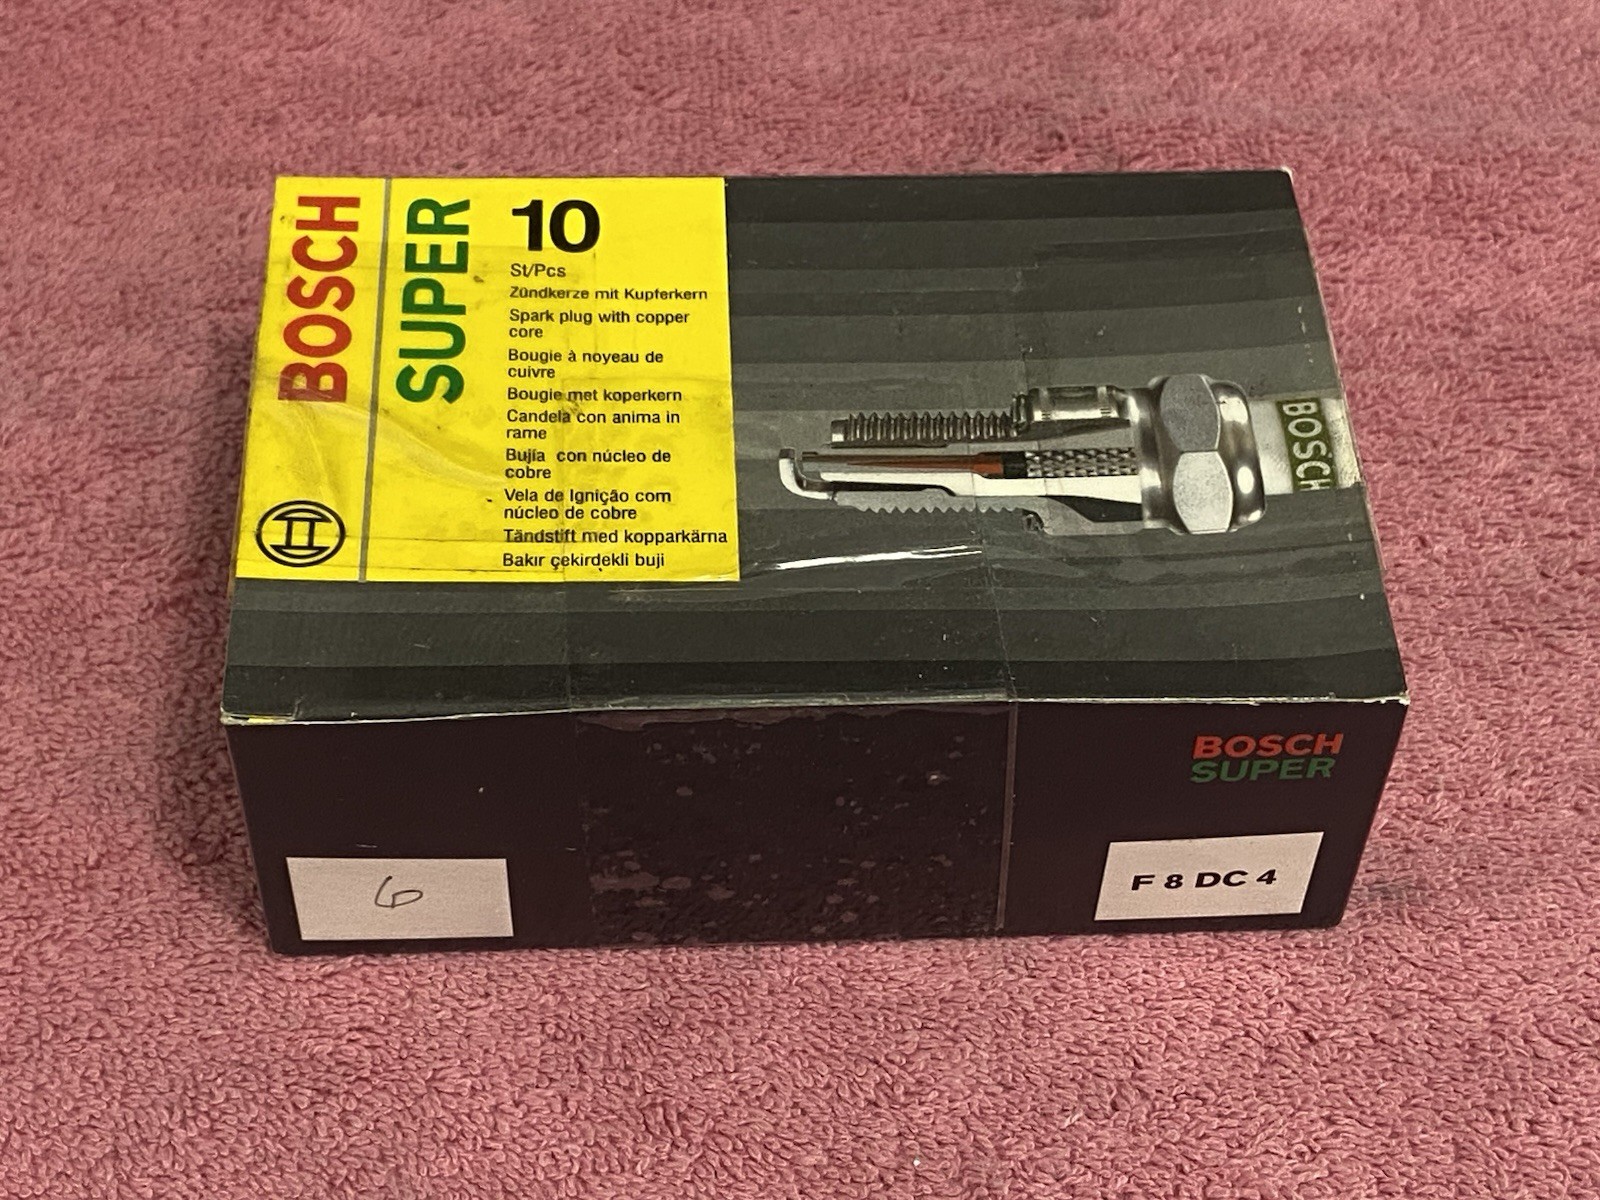 BOSCH
SUPER
10
St/Pcs
Zündkerze mit Kupferkern
Spark plug with copper
core
Bougie à noyeau de
cuivre
Bougie met koperkern
Candela con anima in
rame
Bujía con núcleo de
cobre
Vela de Ignição com
núcleo de cobre
Tändstift med kopparkärna
Bakır çekirdekli buji
BOSCH
BOSCH
SUPER
6
F 8 DC 4